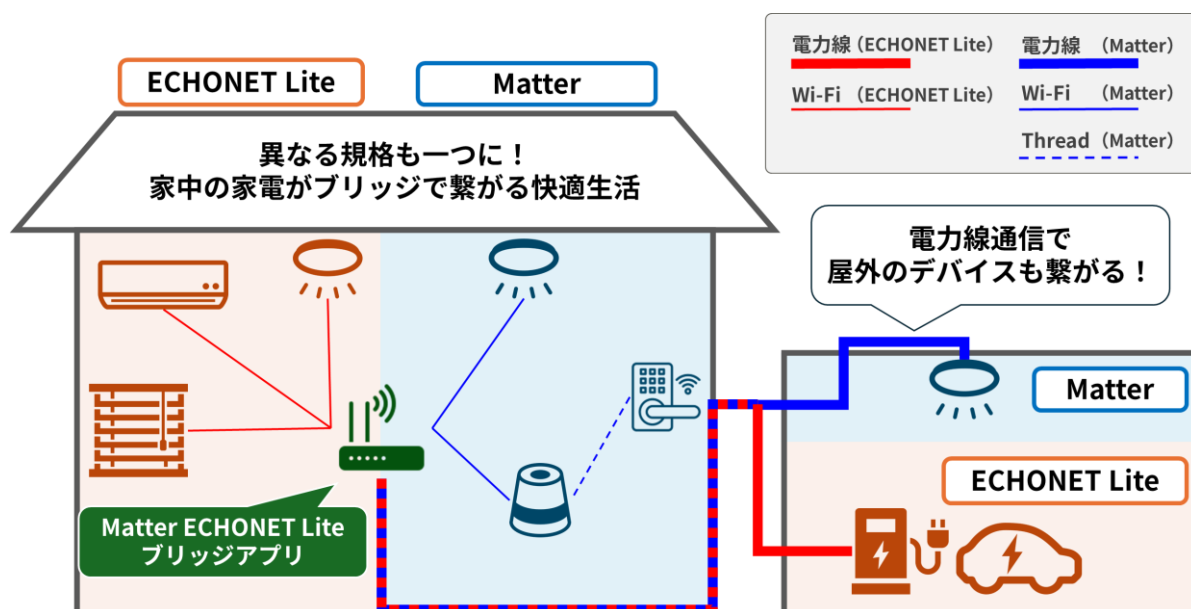 電力線(ECHONET Lite)
電力線 (Matter)
Wi-Fi (ECHONET Lite)
Wi-Fi (Matter)
Thread (Matter)
ECHONET Lite
Matter
異なる規格も一つに!
家中の家電がブリッジで繋がる快適生活
電力線通信で
屋外のデバイスも繋がる!
Matter
ECHONET Lite
Matter ECHONET Lite
ブリッジアプリ